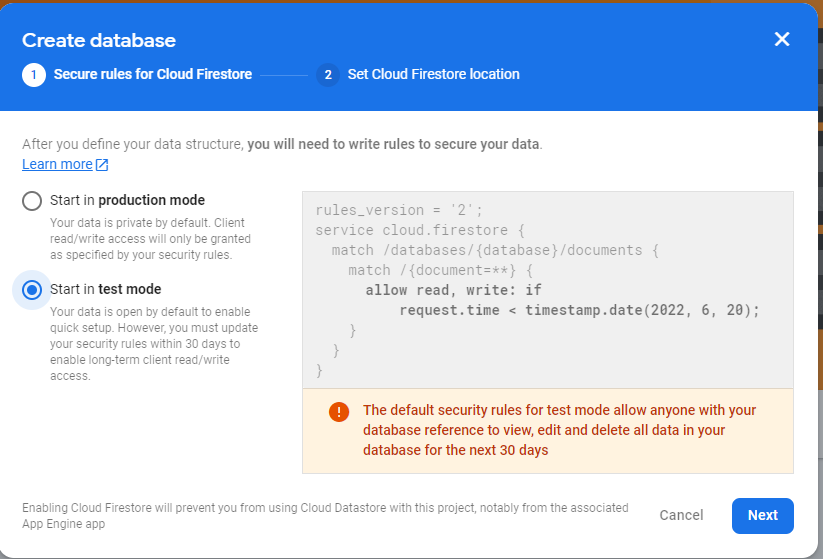 Create database
1 Secure rules for Cloud Firestore 2 Set Cloud Firestore location
After you define your data structure, you will need to write rules to secure your data.
Learn more
Start in production mode
Your data is private by default. Client
read/write access will only be granted
as specified by your security rules.
Start in test mode
Your data is open by default to enable
quick setup. However, you must update
your security rules within 30 days to
enable long-term client read/write
access.
rules_version = '2';
service cloud.firestore {
match /databases/{database}/documents {
match /{document=**} {
allow read, write: if
request.time < timestamp.date(2022, 6, 20);
}
}
}
The default security rules for test mode allow anyone with your
database reference to view, edit and delete all data in your
database for the next 30 days
Enabling Cloud Firestore will prevent you from using Cloud Datastore with this project, notably from the associated
App Engine app
Cancel Next